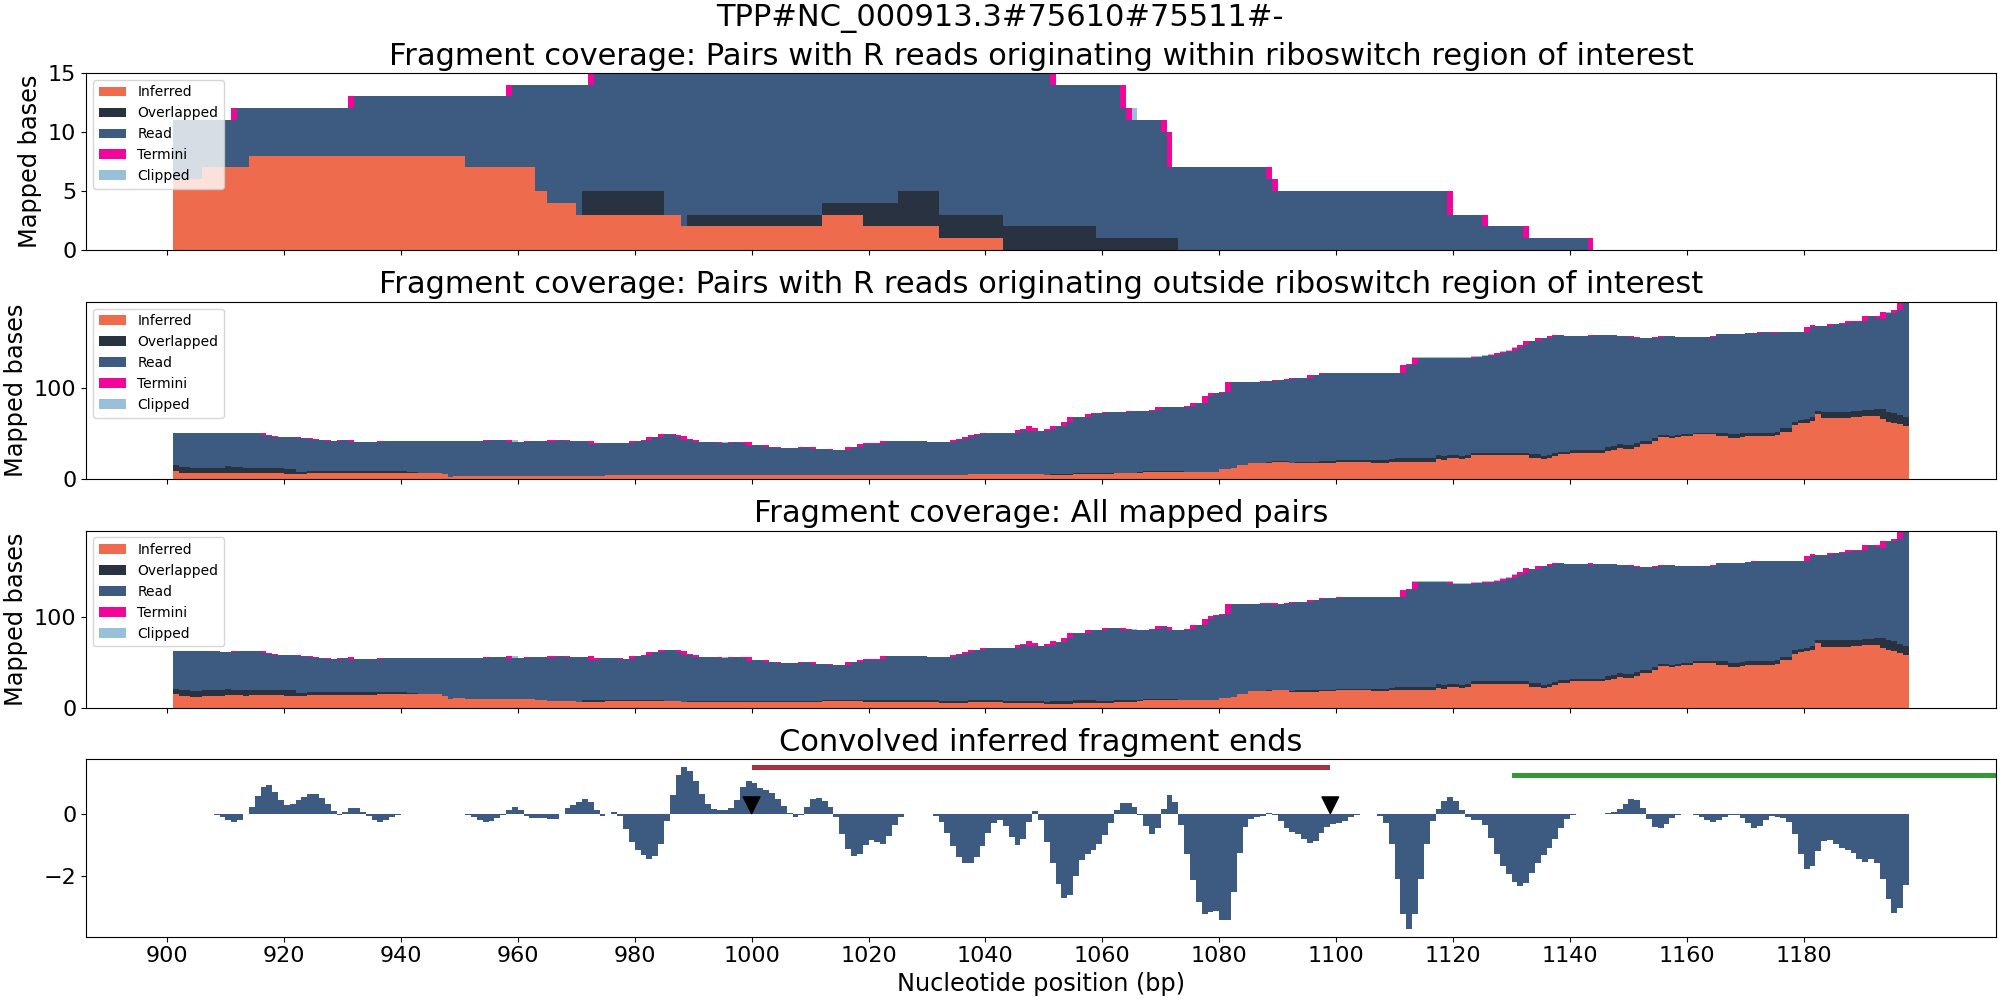 TPP#NC_000913.3#75610#75511#-
Fragment coverage: Pairs with R reads originating within riboswitch region of interest
Mapped bases
15
10
5
0
Inferred
Overlapped
Read
Termini
Clipped
Fragment coverage: Pairs with R reads originating outside riboswitch region of interest
Mapped bases
100
0
Inferred
Overlapped
Read
Termini
Clipped
Fragment coverage: All mapped pairs
Mapped bases
100
0
Inferred
Overlapped
Read
Termini
Clipped
Convolved inferred fragment ends
0
−2
900 920 940 960 980 1000 1020 1040 1060 1080 1100 1120 1140 1160 1180
Nucleotide position (bp)